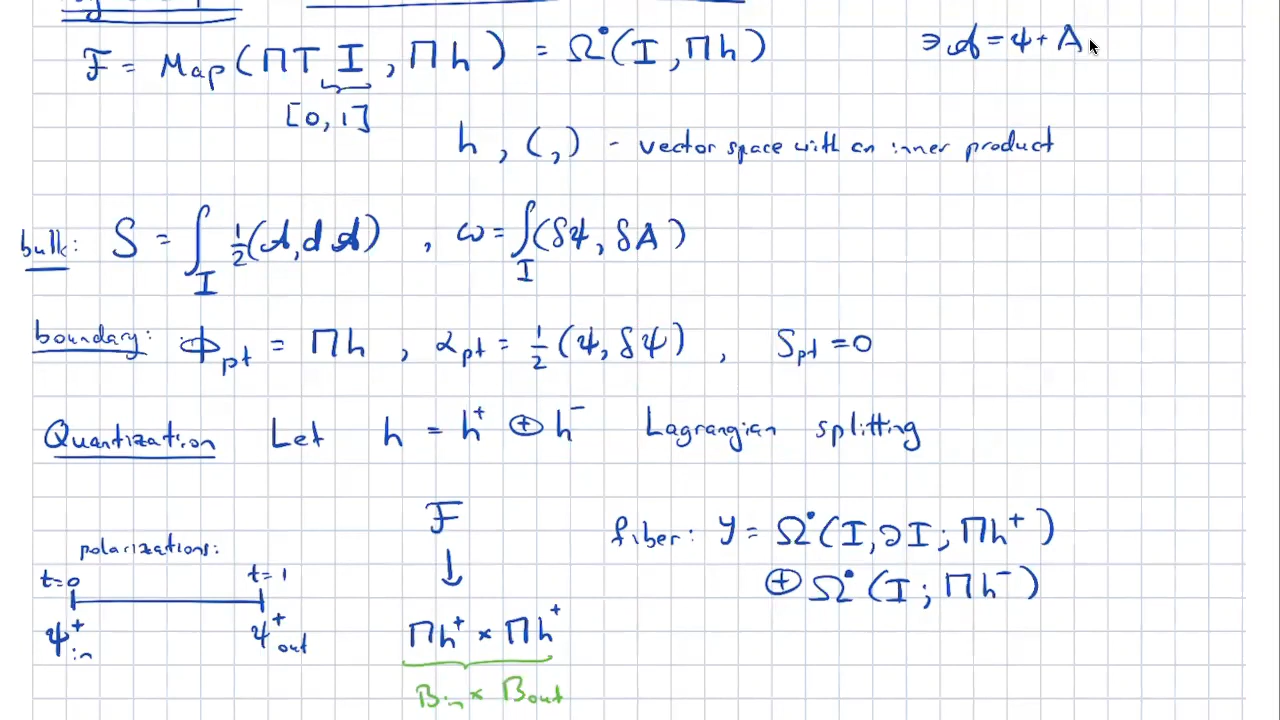 ℱ = Map(ΠT I, Πh) = Ω•(I, Πh) ∋ 𝒜 = ψ + A
[0, 1]
h, (,) - vector space with an inner product
bulk: S = ∫_I ½(𝒜, d𝒜), ω = ∫_I (δψ, δA)
boundary: Φ_pt = Πh, α_pt = ½(ψ, δψ), S_pt = 0
Quantization Let h = h⁺ ⊕ h⁻ Lagrangian splitting
ℱ
↓
Πh⁺ × Πh⁺
B_in × B_out
polarizations:
t=0 t=1
ψ⁺_in ψ⁺_out
fiber: Y = Ω•(I, ∂I; Πh⁺)
⊕ Ω•(I; Πh⁻)